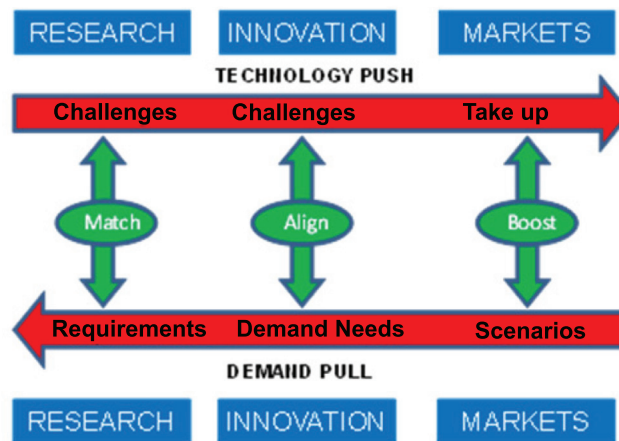 RESEARCH INNOVATION MARKETS
TECHNOLOGY PUSH
Challenges Challenges Take up
Match Align Boost
Requirements Demand Needs Scenarios
DEMAND PULL
RESEARCH INNOVATION MARKETS